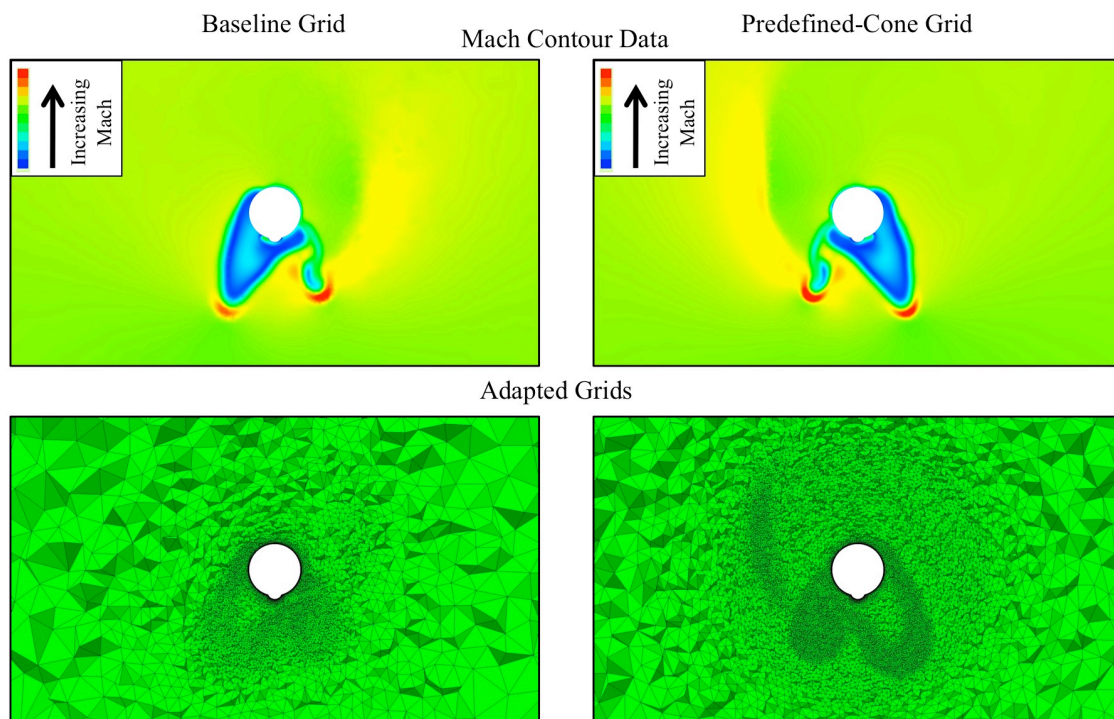 Baseline Grid
Predefined-Cone Grid
Mach Contour Data
Increasing
Mach
Increasing
Mach
Adapted Grids